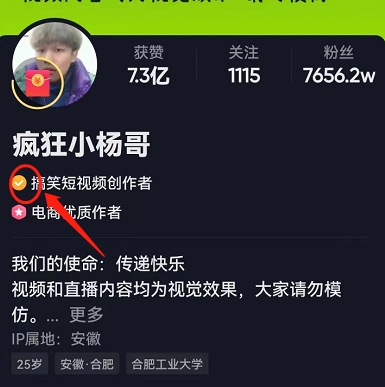 获赞 关注 粉丝
7.3亿 1115 7656.2w
疯狂小杨哥
搞笑短视频创作者
电商优质作者
我们的使命：传递快乐
视频和直播内容均为视觉效果，大家请勿模
仿。... 更多
IP属地：安徽
25岁 安徽·合肥 合肥工业大学